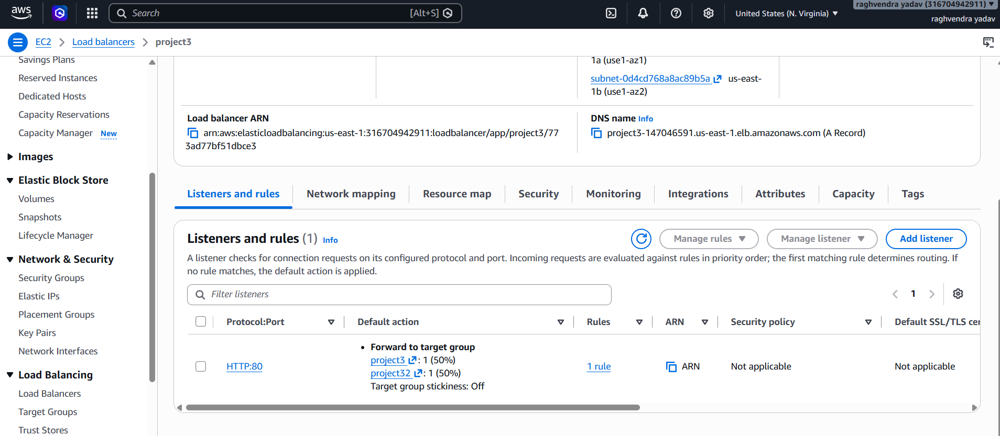 aws
Search
[Alt+S]
United States (N. Virginia)
raghvendra yadav (316704942911)
raghvendra yadav
EC2
Load balancers
project3
Savings Plans
Reserved Instances
Dedicated Hosts
Capacity Reservations
Capacity Manager New
Images
Elastic Block Store
Volumes
Snapshots
Lifecycle Manager
Network & Security
Security Groups
Elastic IPs
Placement Groups
Key Pairs
Network Interfaces
Load Balancing
Load Balancers
Target Groups
Trust Stores
1a (use1-az1)
subnet-0d4cd768a8ac89b5a us-east-
1b (use1-az2)
Load balancer ARN
arn:aws:elasticloadbalancing:us-east-1:316704942911:loadbalancer/app/project3/77
3ad77bf51dbce3
DNS name Info
project3-147046591.us-east-1.elb.amazonaws.com (A Record)
Listeners and rules
Network mapping
Resource map
Security
Monitoring
Integrations
Attributes
Capacity
Tags
Listeners and rules (1) Info
Manage rules
Manage listener
Add listener
A listener checks for connection requests on its configured protocol and port. Incoming requests are evaluated against rules in priority order; the first matching rule determines routing. If
no rule matches, the default action is applied.
Filter listeners
1
Protocol:Port
Default action
Rules
ARN
Security policy
Default SSL/TLS cer
HTTP:80
• Forward to target group
project3 : 1 (50%)
project32 : 1 (50%)
Target group stickiness: Off
1 rule
ARN
Not applicable
Not applicable